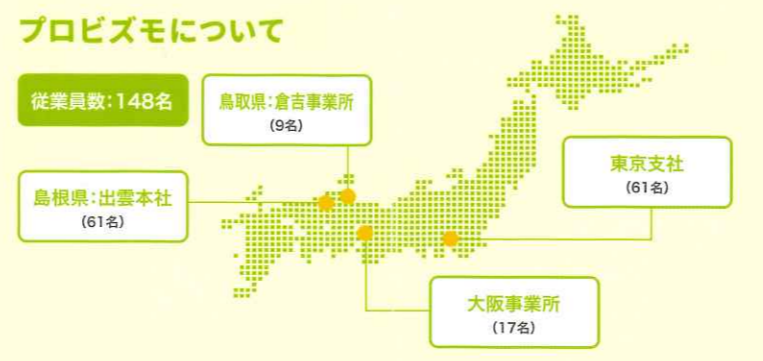 プロビズモについて
従業員数:148名
鳥取県:倉吉事業所
(9名)
島根県:出雲本社
(61名)
東京支社
(61名)
大阪事業所
(17名)